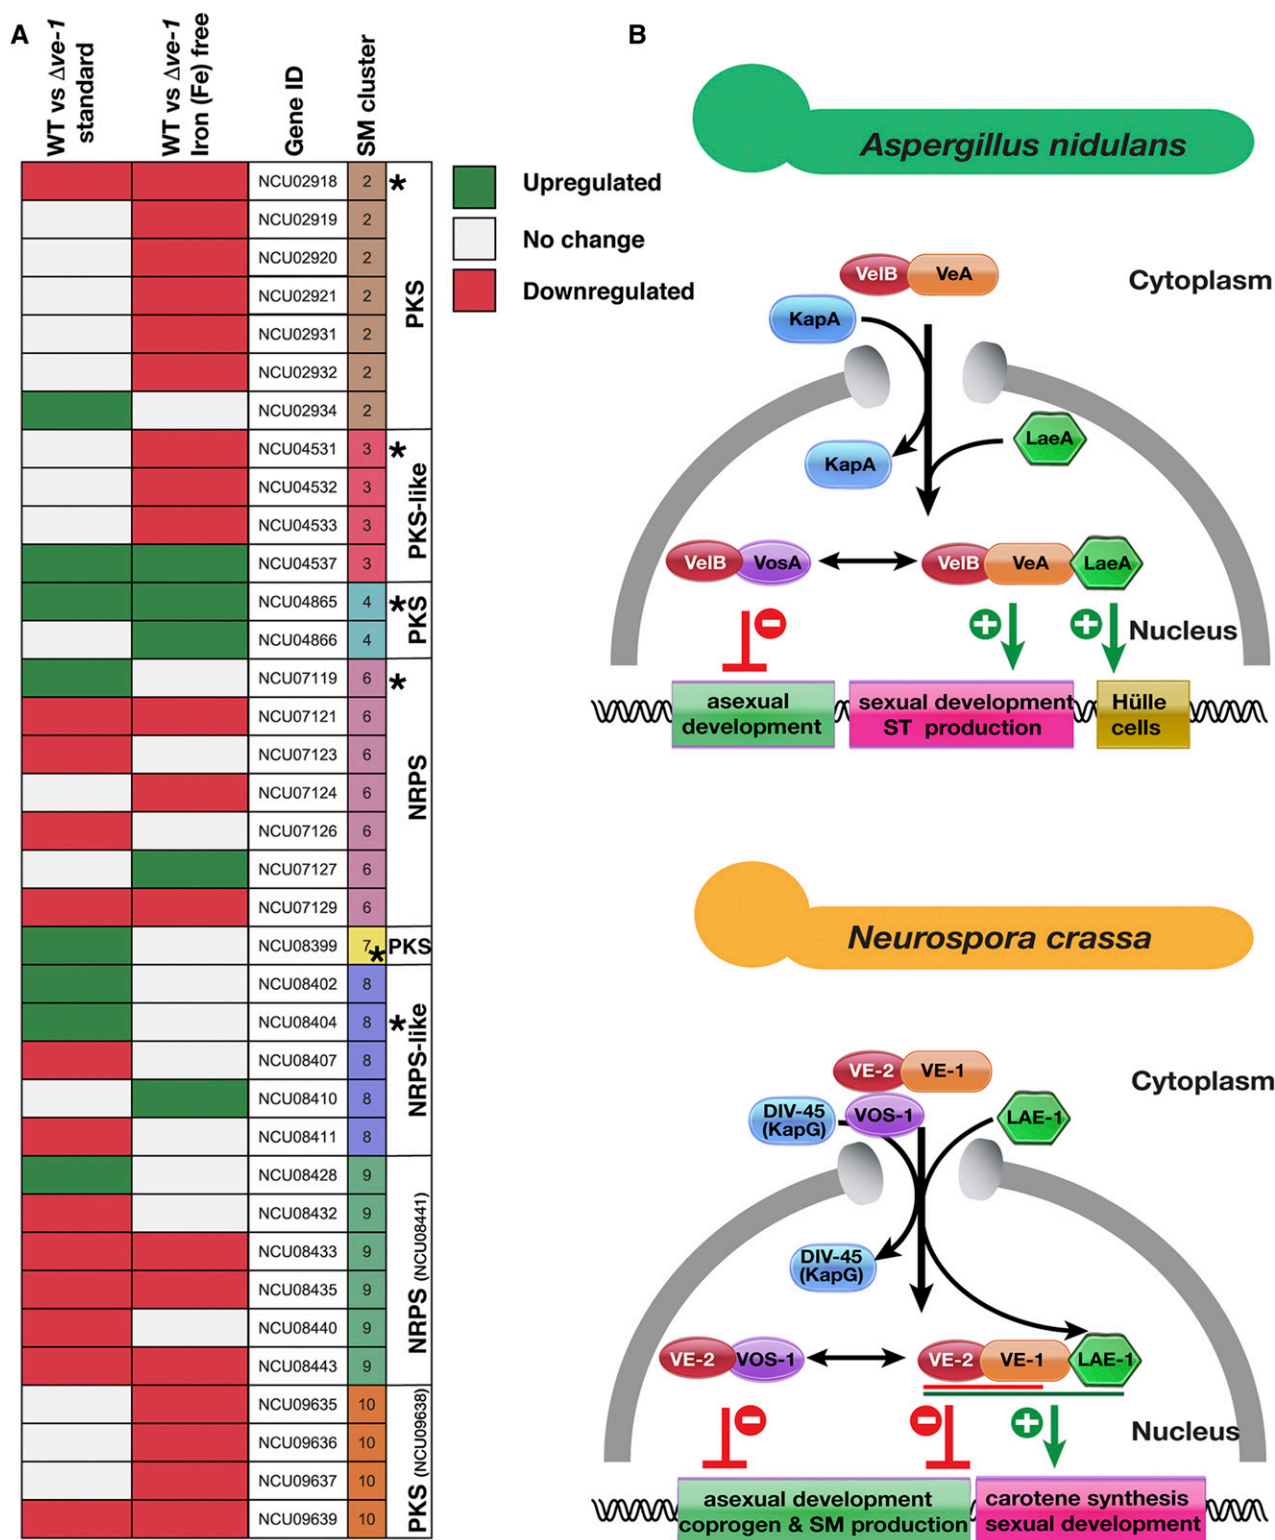 A
WT vs Δve-1
standard
WT vs Δve-1
Iron (Fe) free
Gene ID
SM cluster
NCU02918 2 *
NCU02919 2
NCU02920 2
NCU02921 2
NCU02931 2
NCU02932 2
NCU02934 2
PKS
NCU04531 3 *
NCU04532 3
NCU04533 3
NCU04537 3
PKS-like
NCU04865 4 *
NCU04866 4
PKS
NCU07119 6 *
NCU07121 6
NCU07123 6
NCU07124 6
NCU07126 6
NCU07127 6
NCU07129 6
NRPS
NCU08399 7 * PKS
NCU08402 8
NCU08404 8 *
NCU08407 8
NCU08410 8
NCU08411 8
NRPS-like
NCU08428 9
NCU08432 9
NCU08433 9
NCU08435 9
NCU08440 9
NCU08443 9
NRPS (NCU08441)
NCU09635 10
NCU09636 10
NCU09637 10
NCU09639 10
PKS (NCU09638)
Upregulated
No change
Downregulated
B
Aspergillus nidulans
VelB VeA
Cytoplasm
KapA
LaeA
KapA
VelB VosA
VelB VeA LaeA
Nucleus
asexual
development
sexual development
ST production
Hülle
cells
Neurospora crassa
VE-2 VE-1
Cytoplasm
DIV-45
(KapG)
VOS-1
LAE-1
DIV-45
(KapG)
VE-2 VOS-1
VE-2 VE-1 LAE-1
Nucleus
asexual development
coprogen & SM production
carotene synthesis
sexual development